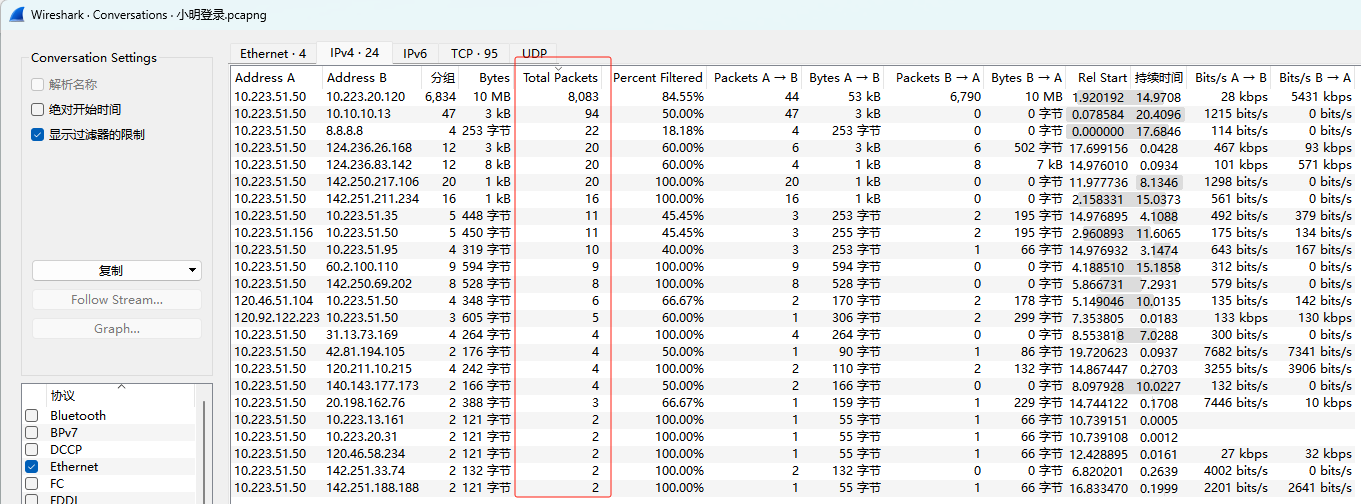 Wireshark · Conversations · 小明登录.pcapng
Conversation Settings
解析名称
绝对开始时间
显示过滤器的限制
复制
Follow Stream...
Graph...
协议
Bluetooth
BPv7
DCCP
Ethernet
FC
FDDI
Ethernet · 4 IPv4 · 24 IPv6 TCP · 95 UDP
Address A Address B 分组 Bytes Total Packets Percent Filtered Packets A → B Bytes A → B Packets B → A Bytes B → A Rel Start 持续时间 Bits/s A → B Bits/s B → A
10.223.51.50 10.223.20.120 6,834 10 MB 8,083 84.55% 44 53 kB 6,790 10 MB 1.920192 14.9708 28 kbps 5431 kbps
10.223.51.50 10.10.10.13 47 3 kB 94 50.00% 47 3 kB 0 0 字节 0.078584 20.4096 1215 bits/s 0 bits/s
10.223.51.50 8.8.8.8 4 253 字节 22 18.18% 4 253 字节 0 0 字节 0.000000 17.6846 114 bits/s 0 bits/s
10.223.51.50 124.236.26.168 12 3 kB 20 60.00% 6 3 kB 6 502 字节 17.699156 0.0428 467 kbps 93 kbps
10.223.51.50 124.236.83.142 12 8 kB 20 60.00% 4 1 kB 8 7 kB 14.976010 0.0934 101 kbps 571 kbps
10.223.51.50 142.250.217.106 20 1 kB 20 100.00% 20 1 kB 0 0 字节 11.977736 8.1346 1298 bits/s 0 bits/s
10.223.51.50 142.251.211.234 16 1 kB 16 100.00% 16 1 kB 0 0 字节 2.158331 15.0373 561 bits/s 0 bits/s
10.223.51.50 10.223.51.35 5 448 字节 11 45.45% 3 253 字节 2 195 字节 14.976895 4.1088 492 bits/s 379 bits/s
10.223.51.156 10.223.51.50 5 450 字节 11 45.45% 3 255 字节 2 195 字节 2.960893 11.6065 175 bits/s 134 bits/s
10.223.51.50 10.223.51.95 4 319 字节 10 40.00% 3 253 字节 1 66 字节 14.976932 3.1474 643 bits/s 167 bits/s
10.223.51.50 60.2.100.110 9 594 字节 9 100.00% 9 594 字节 0 0 字节 4.188510 15.1858 312 bits/s 0 bits/s
10.223.51.50 142.250.69.202 8 528 字节 8 100.00% 8 528 字节 0 0 字节 5.866731 7.2931 579 bits/s 0 bits/s
120.46.51.104 10.223.51.50 4 348 字节 6 66.67% 2 170 字节 2 178 字节 5.149046 10.0135 135 bits/s 142 bits/s
120.92.122.223 10.223.51.50 3 605 字节 5 60.00% 1 306 字节 2 299 字节 7.353805 0.0183 133 kbps 130 kbps
10.223.51.50 31.13.73.169 4 264 字节 4 100.00% 4 264 字节 0 0 字节 8.553818 7.0288 300 bits/s 0 bits/s
10.223.51.50 42.81.194.105 2 176 字节 4 50.00% 1 90 字节 1 86 字节 19.720623 0.0937 7682 bits/s 7341 bits/s
10.223.51.50 120.211.10.215 4 242 字节 4 100.00% 2 110 字节 2 132 字节 14.867447 0.2703 3255 bits/s 3906 bits/s
10.223.51.50 140.143.177.173 2 166 字节 4 50.00% 2 166 字节 0 0 字节 8.097928 10.0227 132 bits/s 0 bits/s
10.223.51.50 20.198.162.76 2 388 字节 3 66.67% 1 159 字节 1 229 字节 14.744122 0.1708 7446 bits/s 10 kbps
10.223.51.50 10.223.13.161 2 121 字节 2 100.00% 1 55 字节 1 66 字节 10.739151 0.0005
10.223.51.50 10.223.20.31 2 121 字节 2 100.00% 1 55 字节 1 66 字节 10.739108 0.0012
10.223.51.50 120.46.58.234 2 121 字节 2 100.00% 1 55 字节 1 66 字节 12.428895 0.0161 27 kbps 32 kbps
10.223.51.50 142.251.33.74 2 132 字节 2 100.00% 2 132 字节 0 0 字节 6.820201 0.2639 4002 bits/s 0 bits/s
10.223.51.50 142.251.188.188 2 121 字节 2 100.00% 1 55 字节 1 66 字节 16.833470 0.1999 2201 bits/s 2641 bits/s